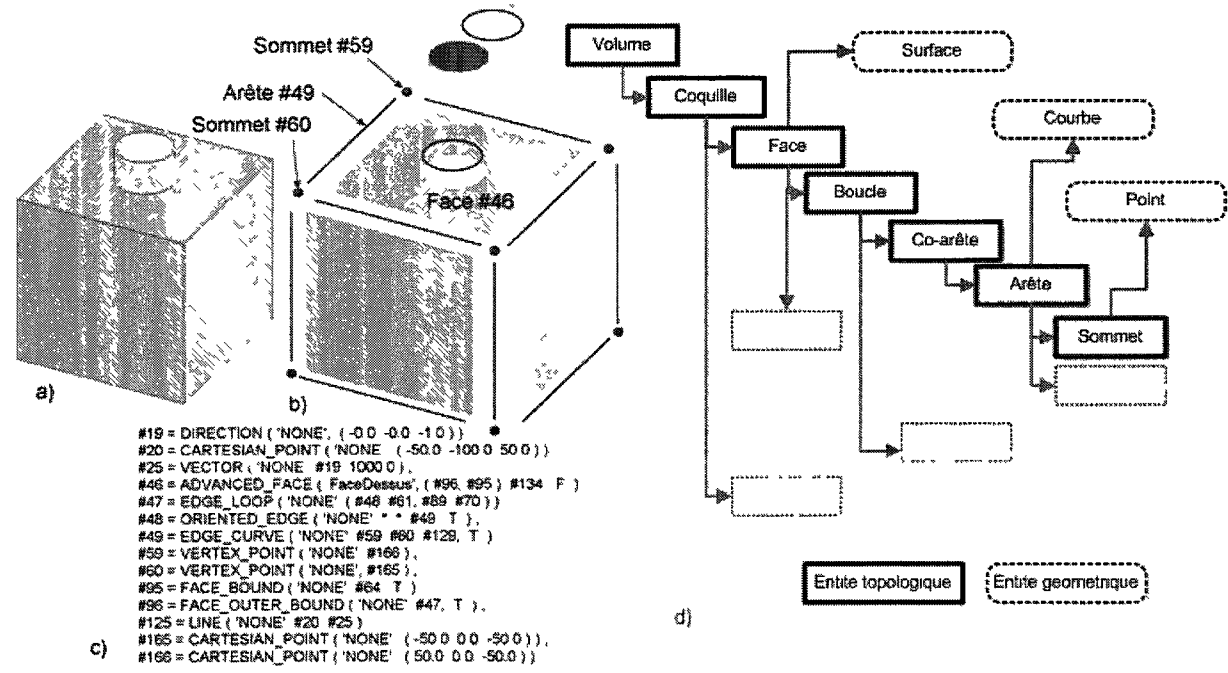 Sommet #59
Arête #49
Sommet #60
Face #46
a)
b)
#19 = DIRECTION ( 'NONE', ( -0.0 -0.0 -1.0 ) )
#20 = CARTESIAN_POINT ( 'NONE ( -50.0 -100.0 50.0 ) )
#25 = VECTOR ( 'NONE #19 1000.0 ),
#46 = ADVANCED_FACE ( FaceDessus', ( #96, #95 ) #134 F )
#47 = EDGE_LOOP ( 'NONE' ( #48 #61, #89 #70 ) )
#48 = ORIENTED_EDGE ( 'NONE' * * #49 T ),
#49 = EDGE_CURVE ( 'NONE' #59 #60 #129, T )
#59 = VERTEX_POINT ( 'NONE' #166 ),
#60 = VERTEX_POINT ( 'NONE', #165 ),
#95 = FACE_BOUND ( 'NONE' #64 T )
#96 = FACE_OUTER_BOUND ( 'NONE' #47, T ),
#125 = LINE ( 'NONE' #20 #25 )
#165 = CARTESIAN_POINT ( 'NONE' ( -50 0 0.0 -50 0 ) ),
#166 = CARTESIAN_POINT ( 'NONE' ( 50.0 0.0 -50.0 ) )
c)
Volume
Coquille
Face
Boucle
Co-arête
Arête
Sommet
Surface
Courbe
Point
Entite topologique
Entite geometrique
d)